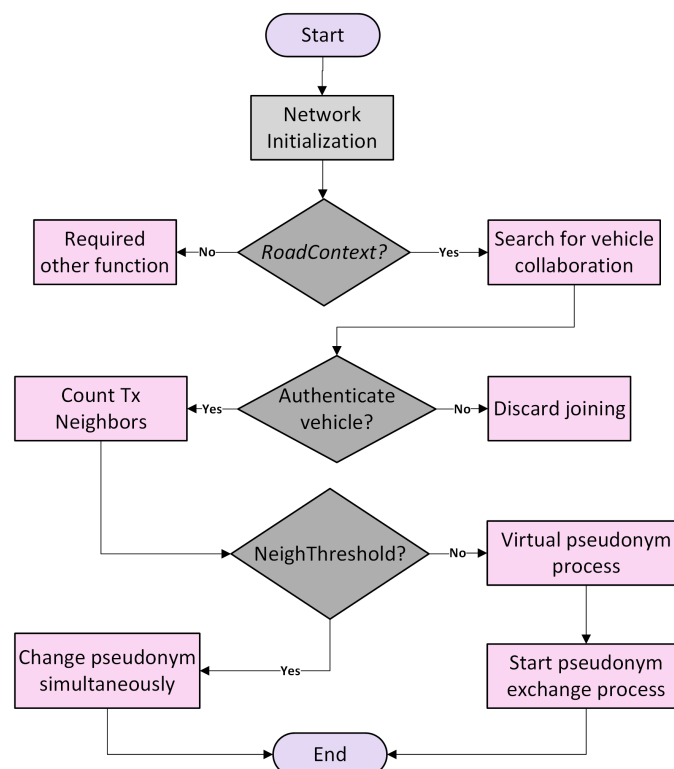 Start
Network
Initialization
Required
other function
No
RoadContext?
Yes
Search for vehicle
collaboration
Count Tx
Neighbors
Yes
Authenticate
vehicle?
No
Discard joining
NeighThreshold?
No
Virtual pseudonym
process
Change pseudonym
simultaneously
Yes
Start pseudonym
exchange process
End